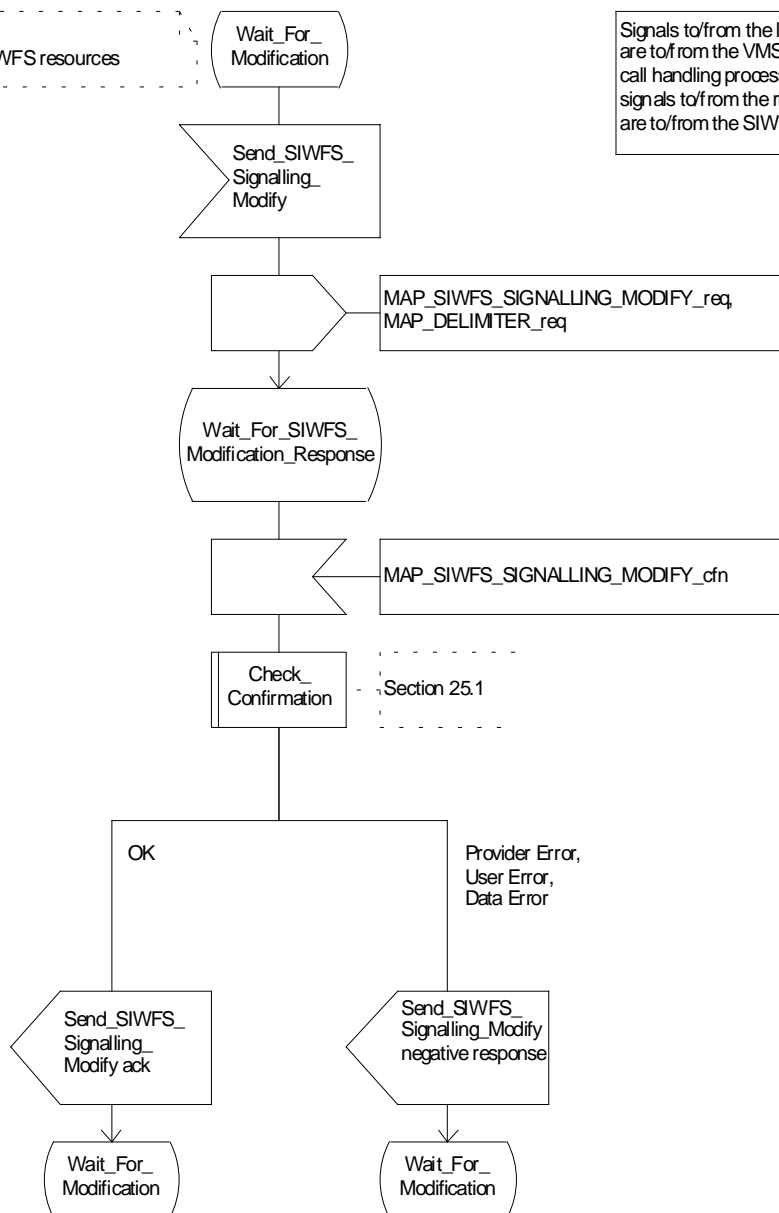 WFS resources
Wait_For_
Modification
Signals to/from the l
are to/from the VMS
call handling process
signals to/from the r
are to/from the SIW
Send_SIWFS_
Signalling_
Modify
MAP_SIWFS_SIGNALLING_MODIFY_req,
MAP_DELIMITER_req
Wait_For_SIWFS_
Modification_Response
MAP_SIWFS_SIGNALLING_MODIFY_cfn
Check_
Confirmation
Section 25.1
OK
Provider Error,
User Error,
Data Error
Send_SIWFS_
Signalling_
Modify ack
Send_SIWFS_
Signalling_Modify
negative response
Wait_For_
Modification
Wait_For_
Modification